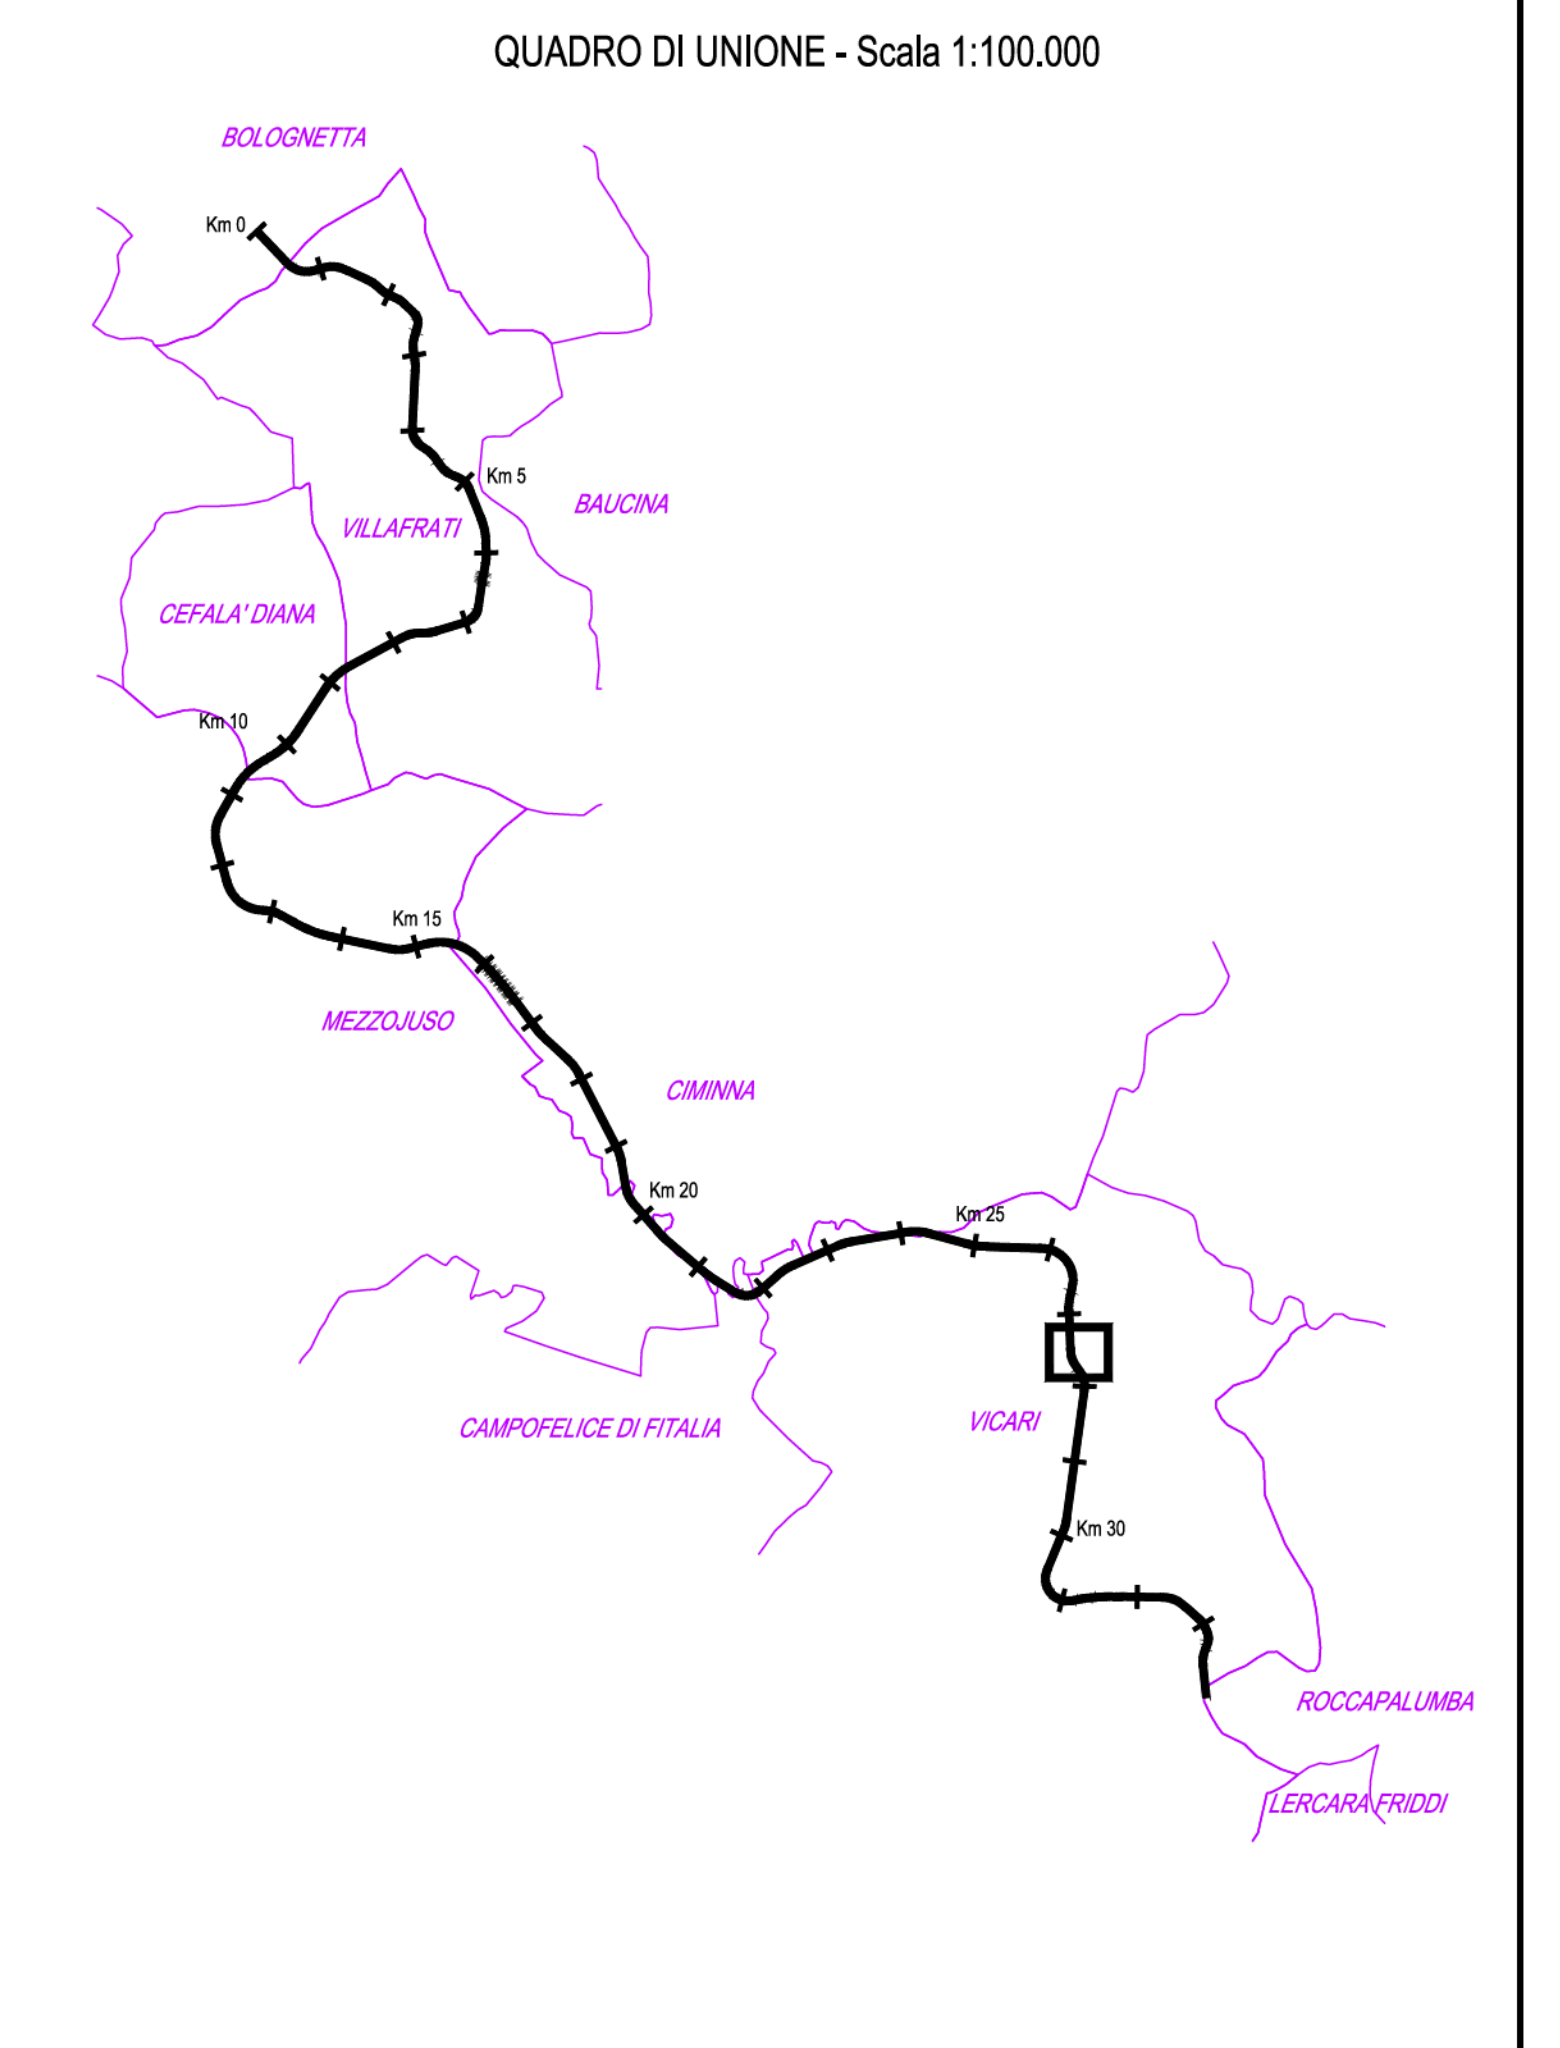 QUADRO DI UNIONE - Scala 1:100.000
BOLOGNETTA
Km 0
Km 5
BAUCINA
VILLAFRATI
CEFALA' DIANA
Km 10
Km 15
MEZZOJUSO
CIMINNA
Km 20
Km 25
VICARI
CAMPOFELICE DI FITALIA
Km 30
ROCCAPALUMBA
LERCARA FRIDDI